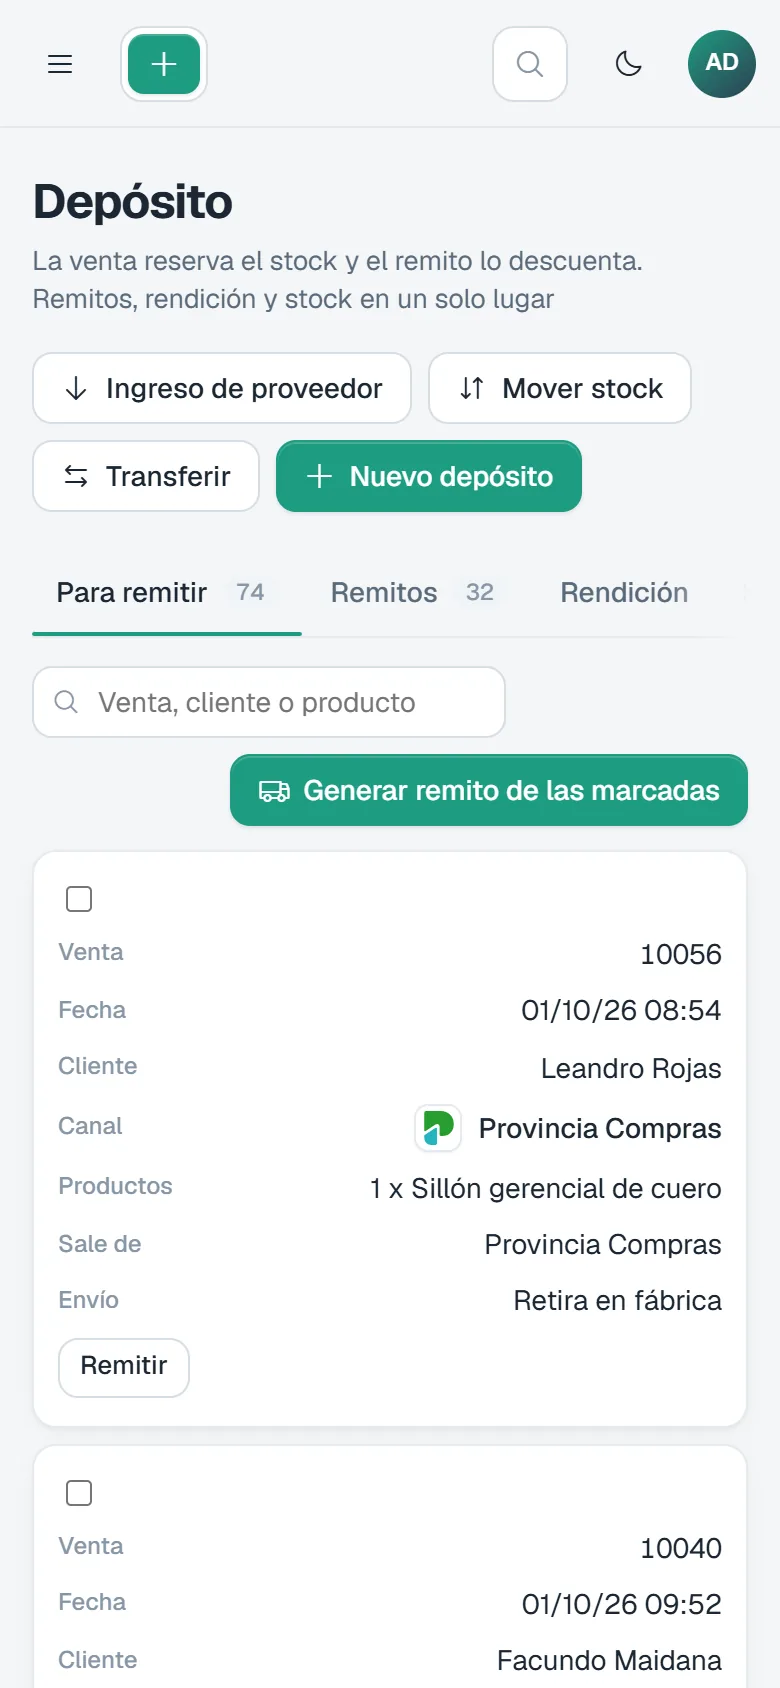 AD
Depósito
La venta reserva el stock y el remito lo descuenta.
Remitos, rendición y stock en un solo lugar
Ingreso de proveedor
Mover stock
Transferir
Nuevo depósito
Para remitir 74
Remitos 32
Rendición
Venta, cliente o producto
Generar remito de las marcadas
Venta 10056
Fecha 01/10/26 08:54
Cliente Leandro Rojas
Canal Provincia Compras
Productos 1 x Sillón gerencial de cuero
Sale de Provincia Compras
Envío Retira en fábrica
Remitir
Venta 10040
Fecha 01/10/26 09:52
Cliente Facundo Maidana